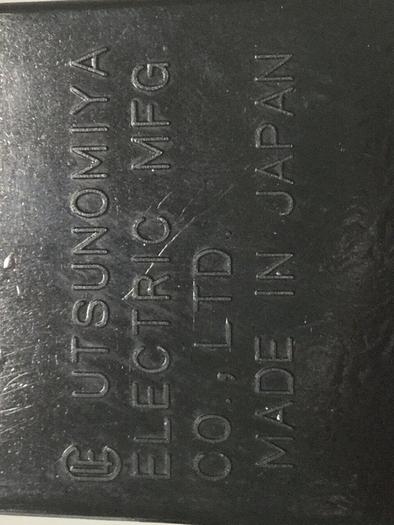 UTSUNOMIYA
ELECTRIC MFG.
CO., LTD.
MADE IN JAPAN